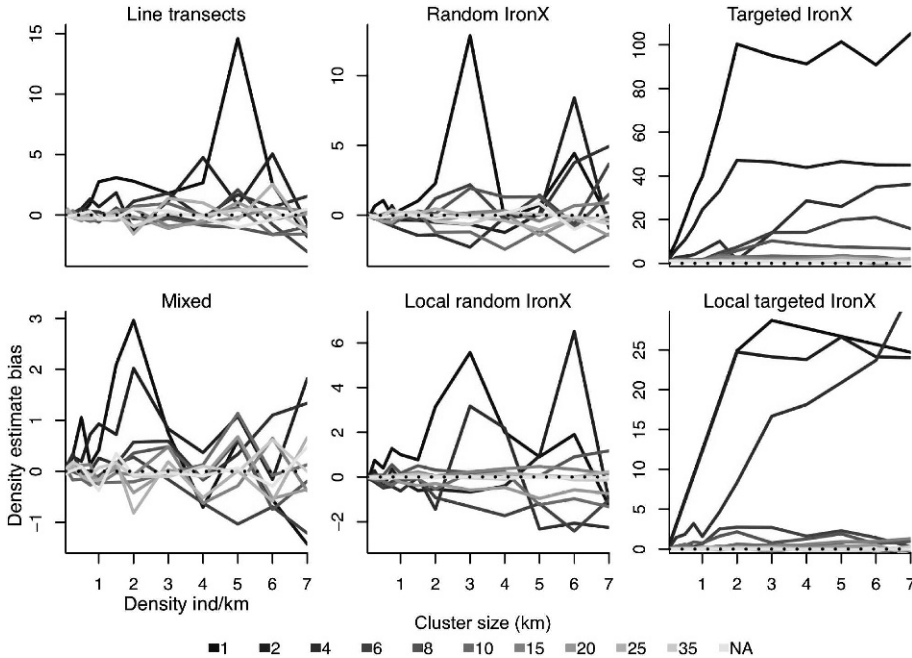 Line transects
Random IronX
Targeted IronX
15
10
5
0
10
5
0
100
80
60
40
20
0
Mixed
Local random IronX
Local targeted IronX
Density estimate bias
3
2
1
0
−1
6
4
2
0
−2
25
20
15
10
5
0
1 2 3 4 5 6 7
1 2 3 4 5 6 7
1 2 3 4 5 6 7
Density ind/km
Cluster size (km)
1 2 4 6 8 10 15 20 25 35 NA